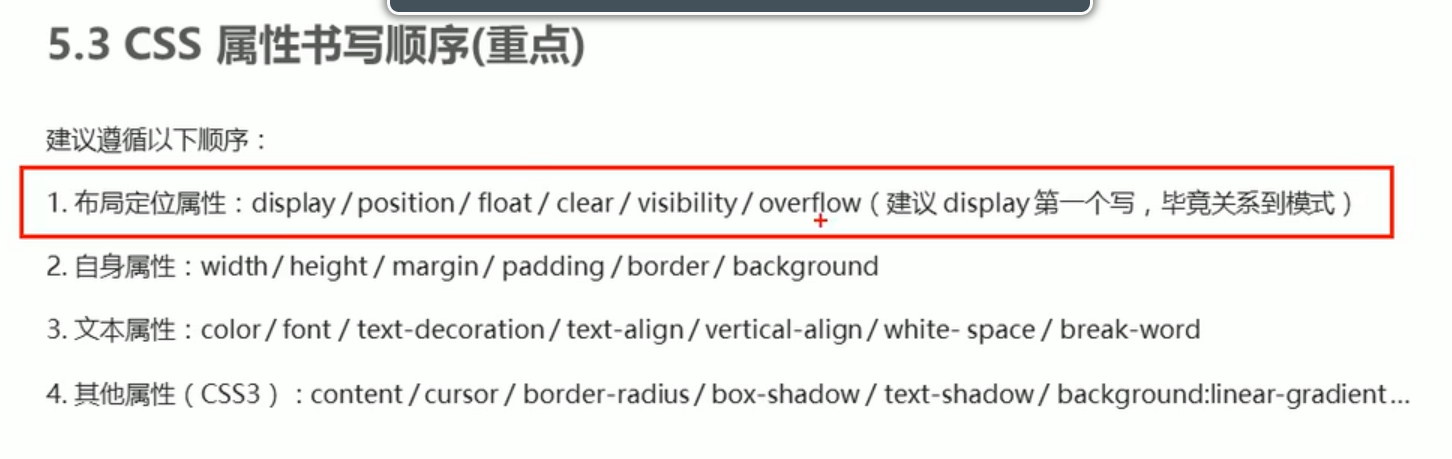 5.3 CSS 属性书写顺序(重点)
建议遵循以下顺序：
1. 布局定位属性：display / position / float / clear / visibility / overflow（建议 display 第一个写，毕竟关系到模式）
2. 自身属性：width / height / margin / padding / border / background
3. 文本属性：color / font / text-decoration / text-align / vertical-align / white- space / break-word
4. 其他属性（CSS3）：content / cursor / border-radius / box-shadow / text-shadow / background:linear-gradient…